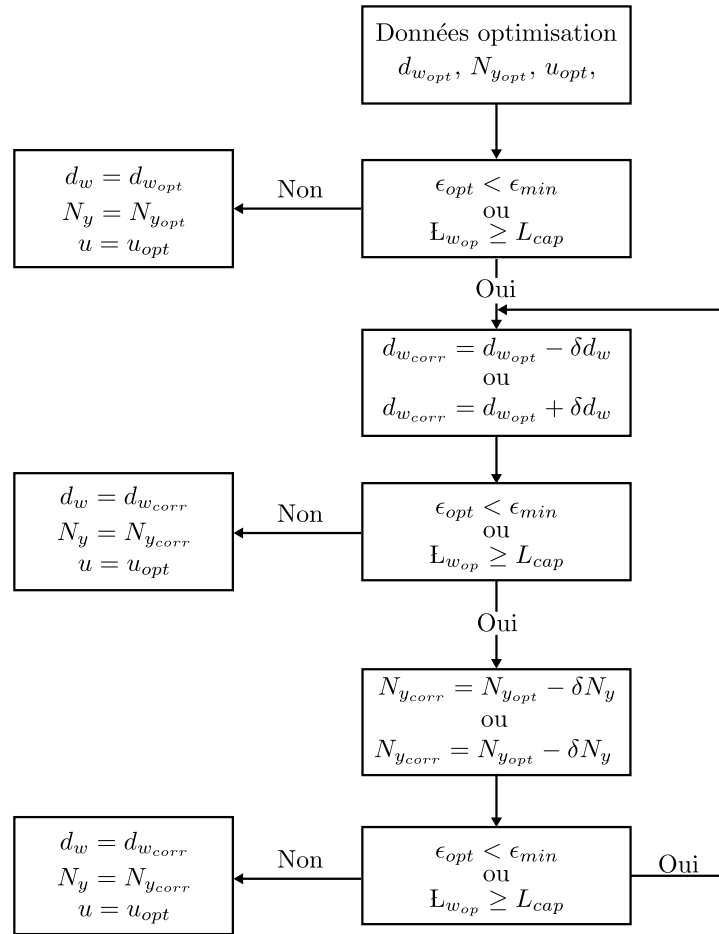 Données optimisation
d_{w_{opt}}, N_{y_{opt}}, u_{opt},
d_w = d_{w_{opt}}
N_y = N_{y_{opt}}
u = u_{opt}
Non
ϵ_{opt} < ϵ_{min}
ou
Ł_{w_{op}} ≥ L_{cap}
Oui
d_{w_{corr}} = d_{w_{opt}} − δd_w
ou
d_{w_{corr}} = d_{w_{opt}} + δd_w
d_w = d_{w_{corr}}
N_y = N_{y_{corr}}
u = u_{opt}
Non
ϵ_{opt} < ϵ_{min}
ou
Ł_{w_{op}} ≥ L_{cap}
Oui
N_{y_{corr}} = N_{y_{opt}} − δN_y
ou
N_{y_{corr}} = N_{y_{opt}} − δN_y
d_w = d_{w_{corr}}
N_y = N_{y_{corr}}
u = u_{opt}
Non
ϵ_{opt} < ϵ_{min}
ou
Ł_{w_{op}} ≥ L_{cap}
Oui